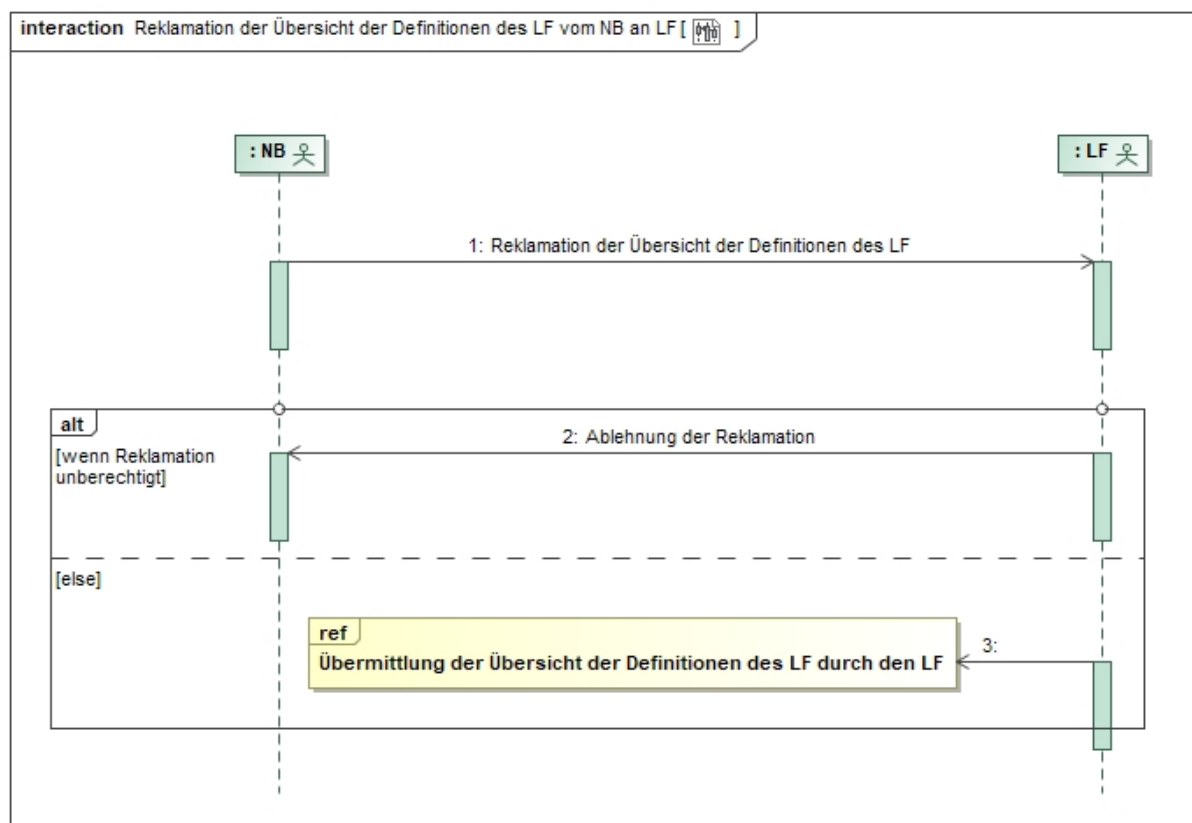 interaction Reklamation der Übersicht der Definitionen des LF vom NB an LF [ ]
: NB
: LF
1: Reklamation der Übersicht der Definitionen des LF
alt
2: Ablehnung der Reklamation
[wenn Reklamation
unberechtigt]
[else]
ref
3:
Übermittlung der Übersicht der Definitionen des LF durch den LF